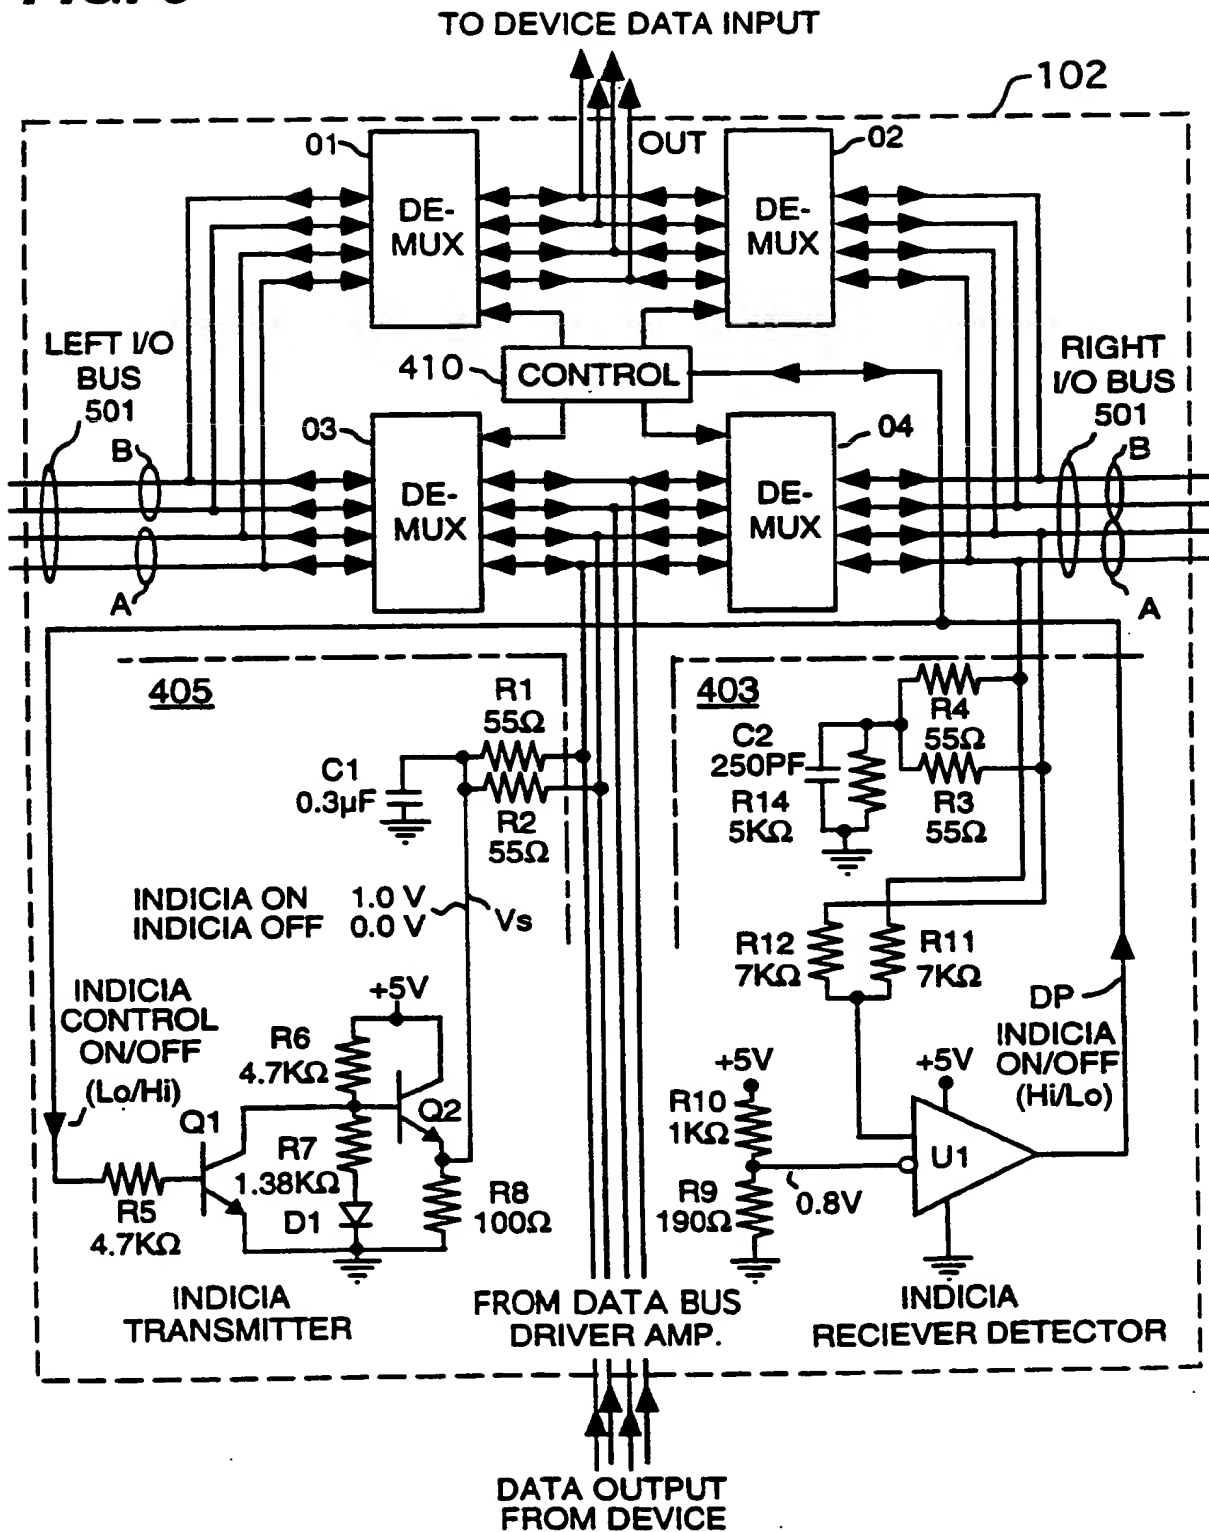 TO DEVICE DATA INPUT
102
01
OUT
02
DE-
MUX
DE-
MUX
LEFT I/O
BUS
501
410
CONTROL
RIGHT
I/O BUS
501
03
04
B
B
DE-
MUX
DE-
MUX
A
A
405
R1
55Ω
C1
0.3µF
R2
55Ω
403
R4
55Ω
C2
250PF
R14
5KΩ
R3
55Ω
INDICIA ON 1.0 V
INDICIA OFF 0.0 V
Vs
R12
7KΩ
R11
7KΩ
INDICIA
CONTROL
ON/OFF
(Lo/Hi)
+5V
R6
4.7KΩ
DP
INDICIA
ON/OFF
(Hi/Lo)
+5V
+5V
Q1
Q2
R10
1KΩ
R7
1.38KΩ
U1
R5
4.7KΩ
D1
R8
100Ω
R9
190Ω
0.8V
INDICIA
TRANSMITTER
FROM DATA BUS
DRIVER AMP.
INDICIA
RECIEVER DETECTOR
DATA OUTPUT
FROM DEVICE